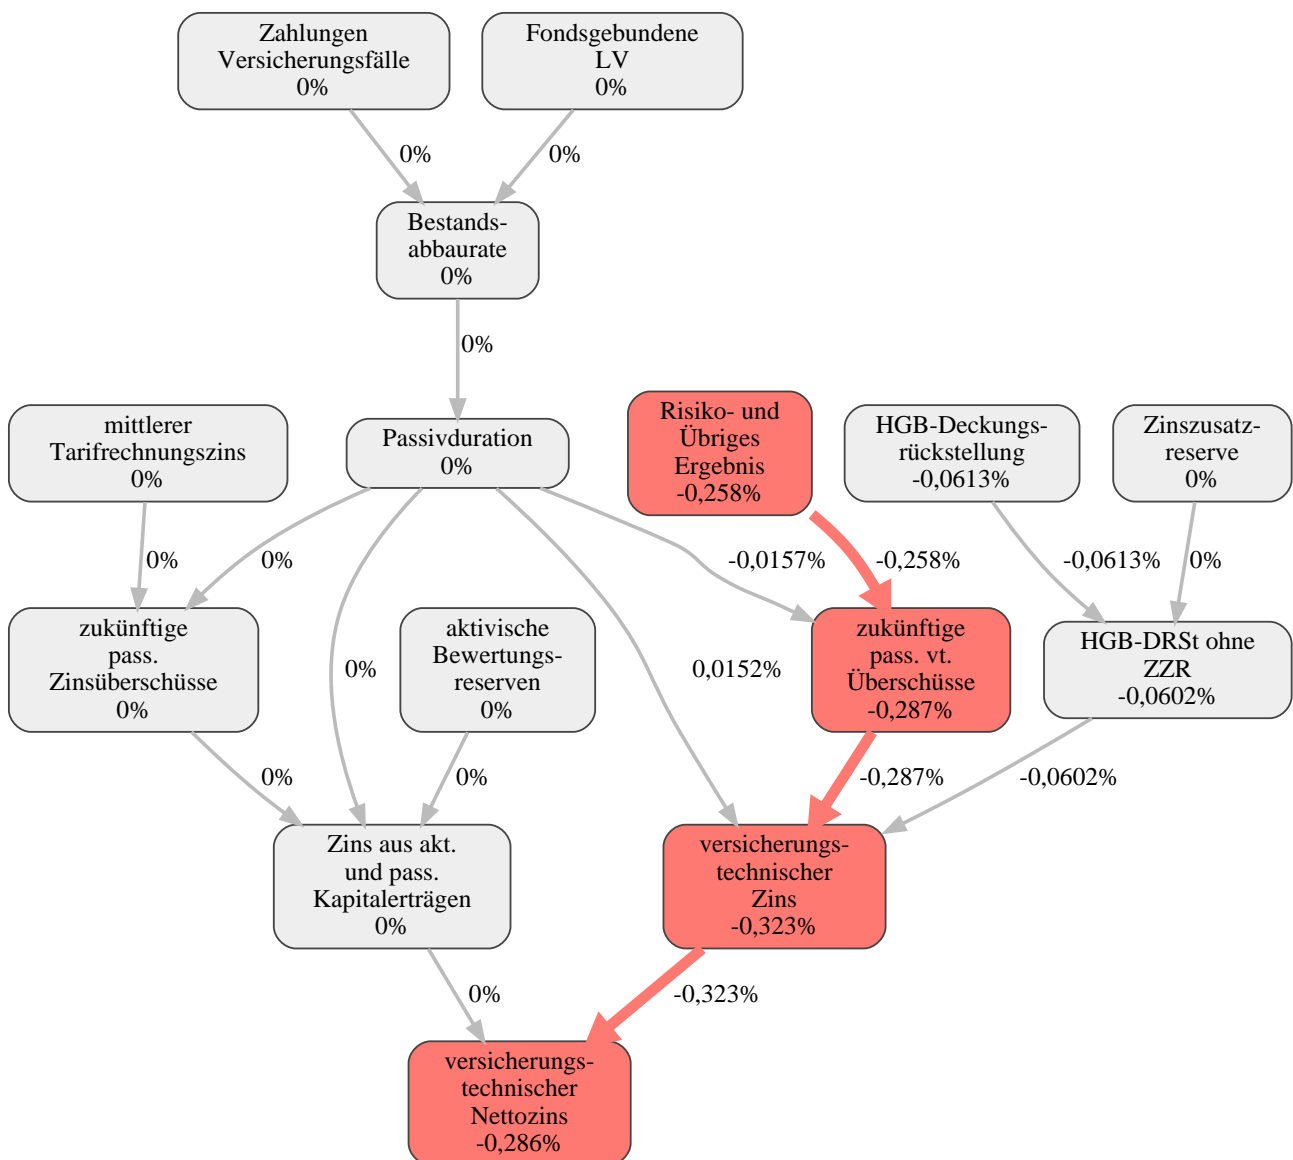 Zahlungen
Versicherungsfälle
0%
Fondsgebundene
LV
0%
0%
0%
Bestands-
abbaurate
0%
0%
mittlerer
Tarifrechnungszins
0%
Passivduration
0%
Risiko- und
Übriges
Ergebnis
-0,258%
HGB-Deckungs-
rückstellung
-0,0613%
Zinszusatz-
reserve
0%
0%
0%
-0,0157%
-0,258%
-0,0613%
0%
zukünftige
pass.
Zinsüberschüsse
0%
0%
aktivische
Bewertungs-
reserven
0%
0,0152%
zukünftige
pass. vt.
Überschüsse
-0,287%
HGB-DRSt ohne
ZZR
-0,0602%
0%
0%
-0,287%
-0,0602%
Zins aus akt.
und pass.
Kapitalerträgen
0%
versicherungs-
technischer
Zins
-0,323%
0%
-0,323%
versicherungs-
technischer
Nettozins
-0,286%